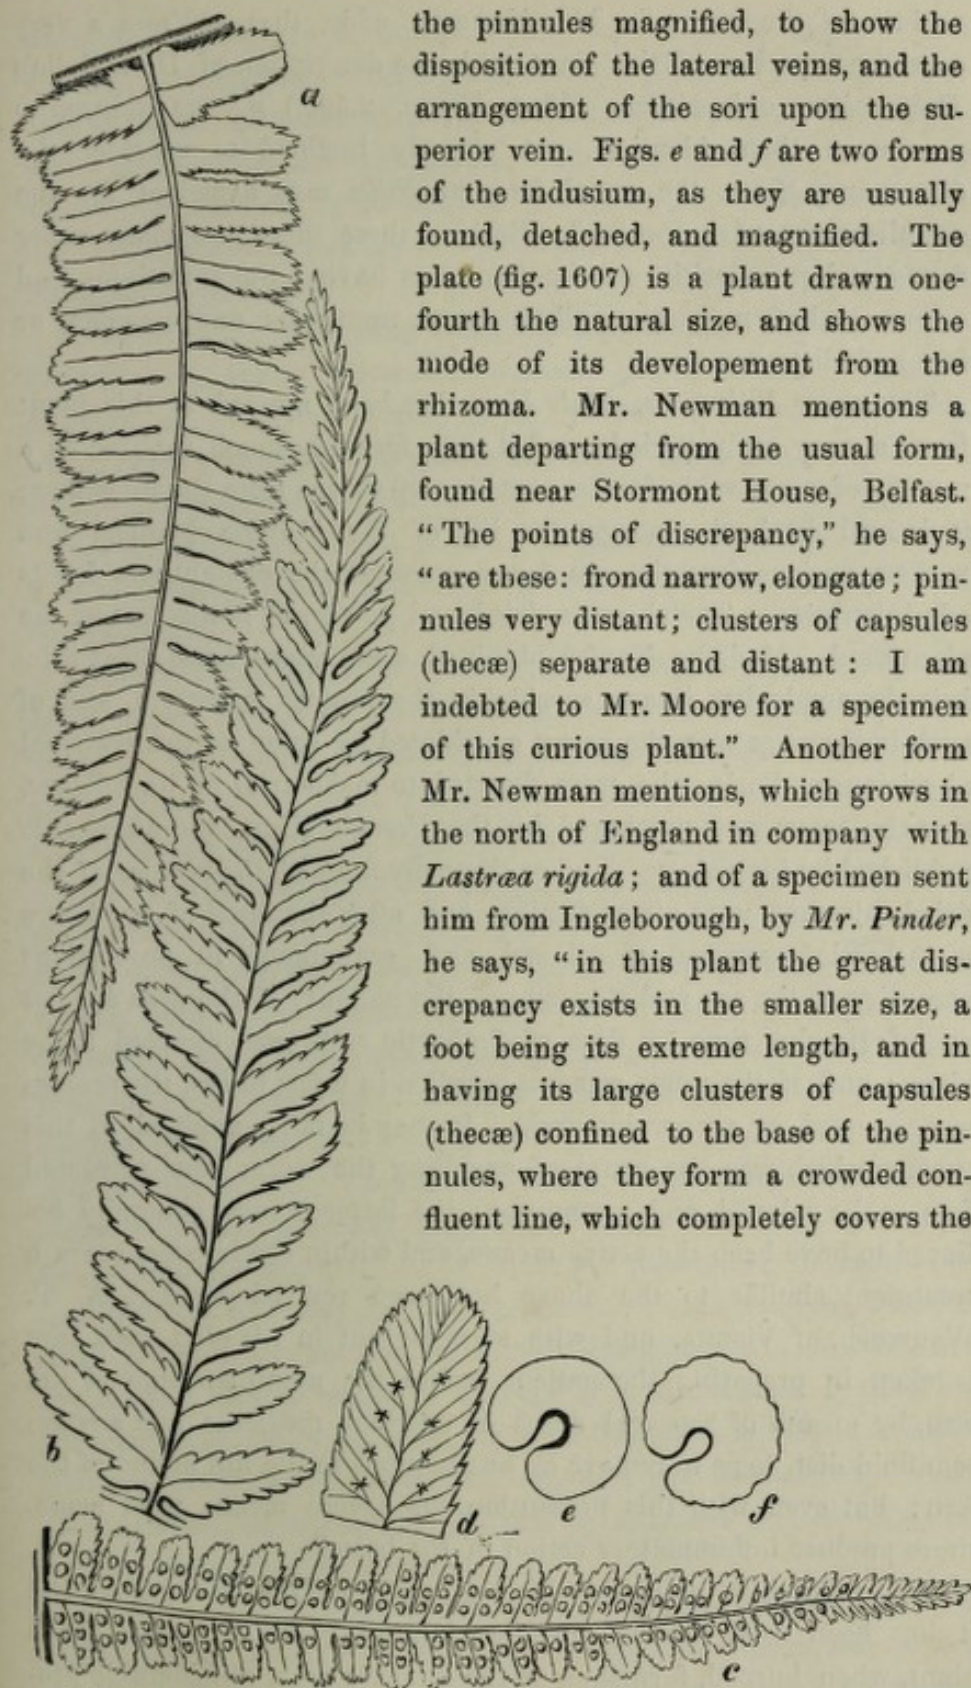 the pinnules magnified, to show the
disposition of the lateral veins, and the
arrangement of the sori upon the su-
perior vein. Figs. e and f are two forms
of the indusium, as they are usually
found, detached, and magnified. The
plate (fig. 1607) is a plant drawn one-
fourth the natural size, and shows the
mode of its developement from the
rhizoma. Mr. Newman mentions a
plant departing from the usual form,
found near Stormont House, Belfast.
“The points of discrepancy,” he says,
“are these: frond narrow, elongate; pin-
nules very distant; clusters of capsules
(thecæ) separate and distant: I am
indebted to Mr. Moore for a specimen
of this curious plant.” Another form
Mr. Newman mentions, which grows in
the north of England in company with
Lastræa rigida; and of a specimen sent
him from Ingleborough, by Mr. Pinder,
he says, “in this plant the great dis-
crepancy exists in the smaller size, a
foot being its extreme length, and in
having its large clusters of capsules
(thecæ) confined to the base of the pin-
nules, where they form a crowded con-
fluent line, which completely covers the
a
b
d
e
f
c